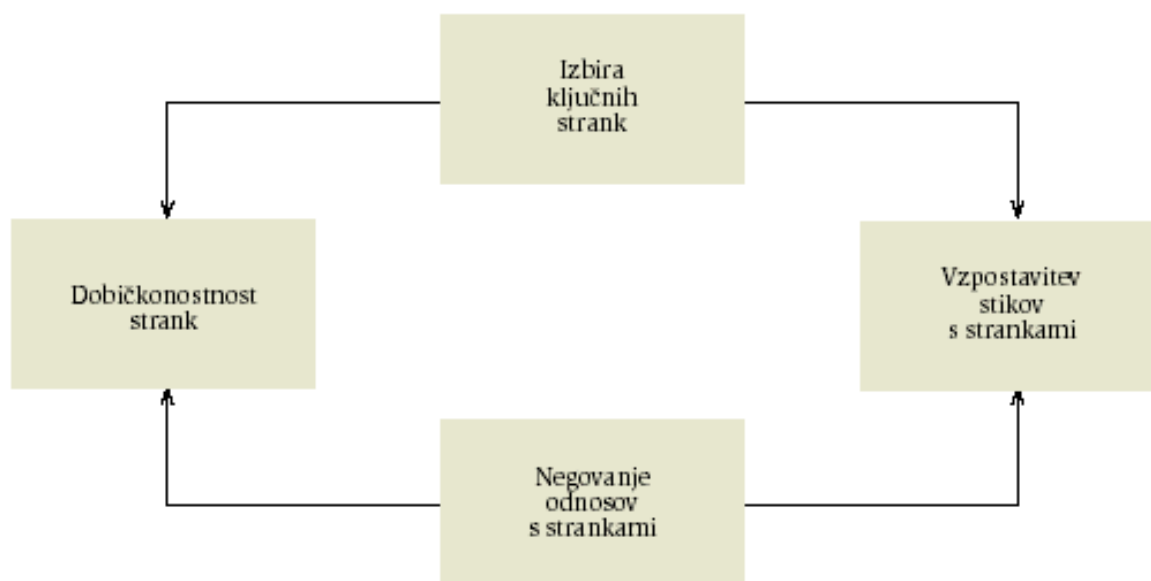 Izbira
ključnih
strank
Dobičkonostnost
strank
Vzpostavitev
stikov
s strankami
Negovanje
odnosov
s strankami